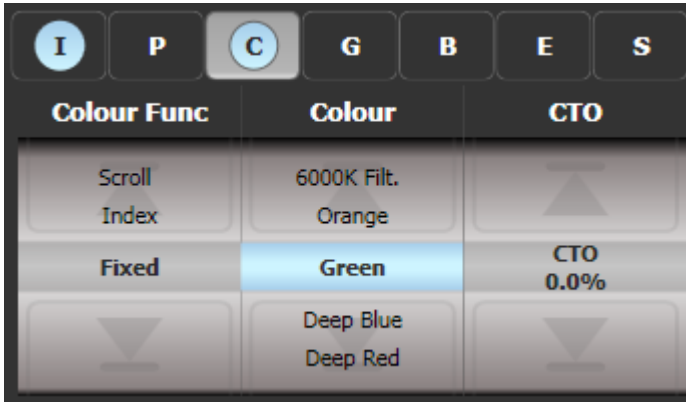 I P C G B E S
Colour Func Colour CTO
Scroll 6000K Filt.
Index Orange
Fixed Green CTO
0.0%
Deep Blue
Deep Red